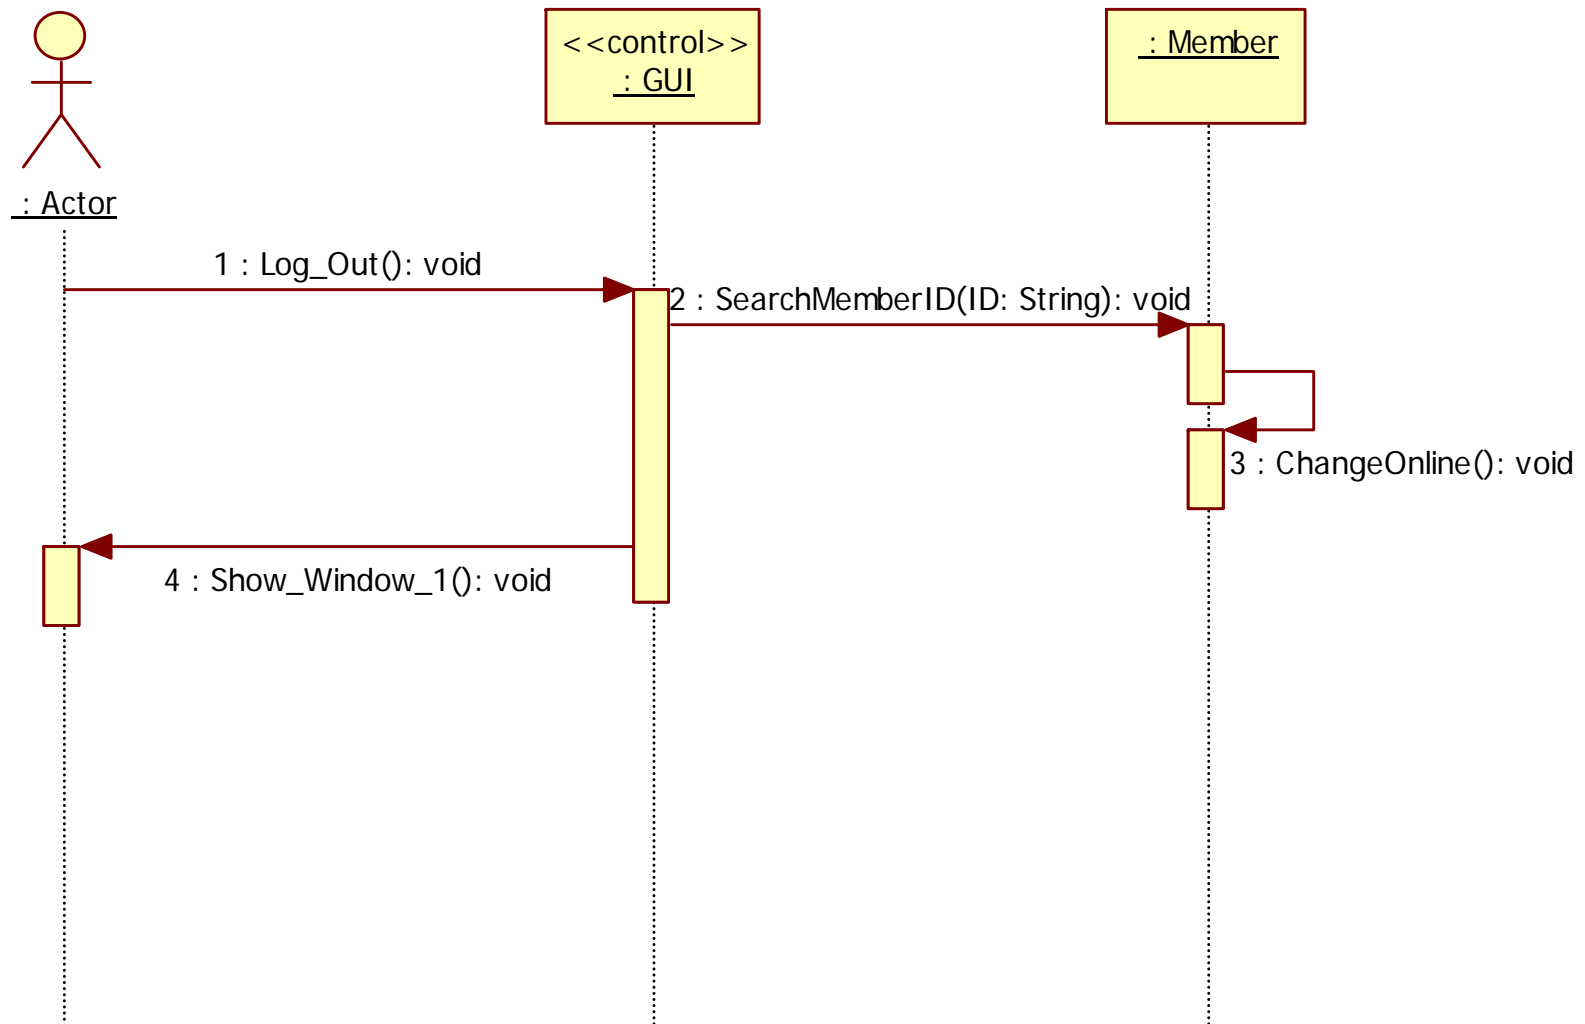 <<control>>
: GUI
: Member
: Actor
1 : Log_Out(): void
2 : SearchMemberID(ID: String): void
3 : ChangeOnline(): void
4 : Show_Window_1(): void